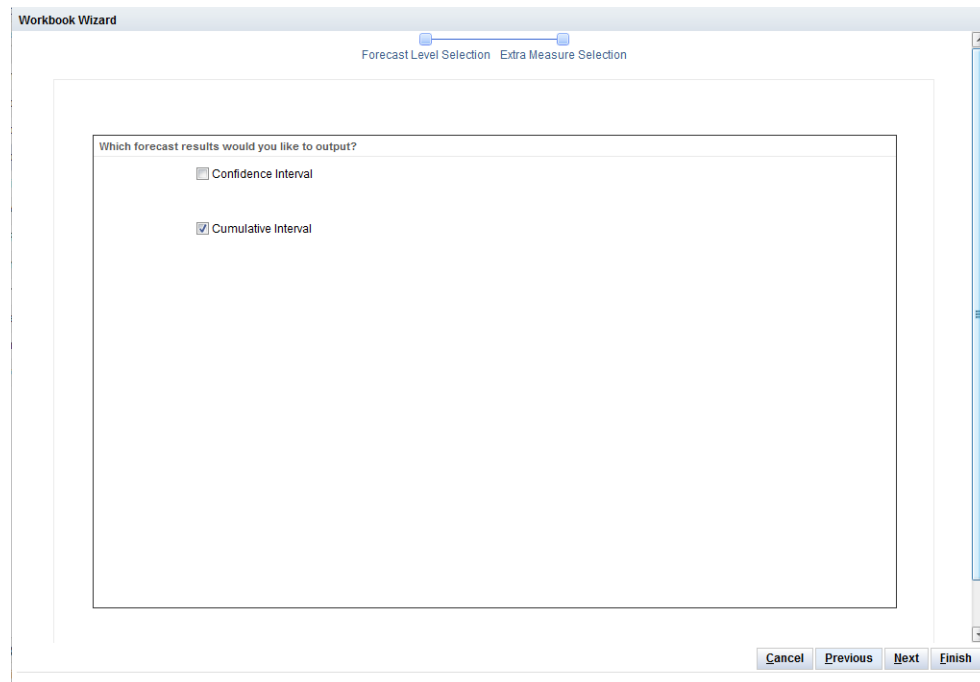 Workbook Wizard
Forecast Level Selection Extra Measure Selection
Which forecast results would you like to output?
Confidence Interval
Cumulative Interval
Cancel Previous Next Finish